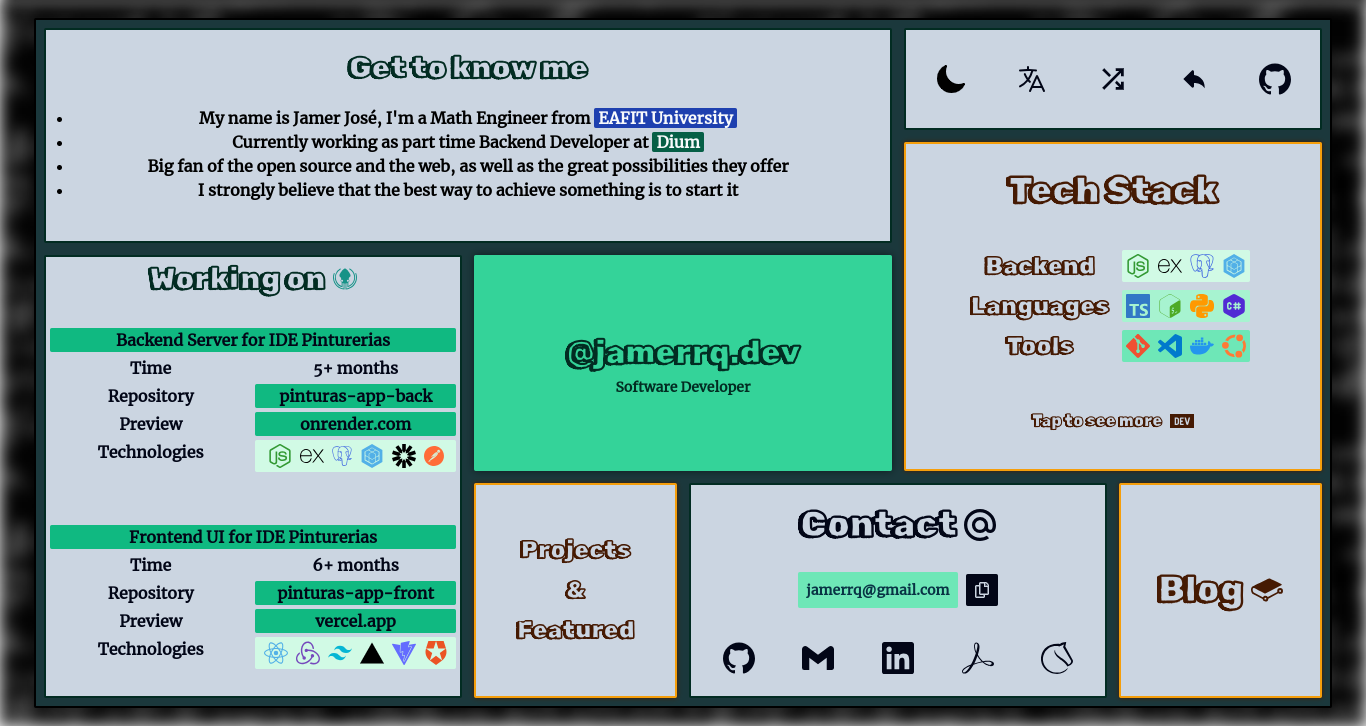 Get to know me
My name is Jamer José, I'm a Math Engineer from EAFIT University
Currently working as part time Backend Developer at Dium
Big fan of the open source and the web, as well as the great possibilities they offer
I strongly believe that the best way to achieve something is to start it
Tech Stack
Backend ex
Languages TS C#
Tools
Tap to see more DEV
Working on
Backend Server for IDE Pinturerias
Time 5+ months
Repository pinturas-app-back
Preview onrender.com
Technologies ex
Frontend UI for IDE Pinturerias
Time 6+ months
Repository pinturas-app-front
Preview vercel.app
Technologies
@jamerrq.dev
Software Developer
Projects
&
Featured
Contact @
jamerrq@gmail.com
in
Blog